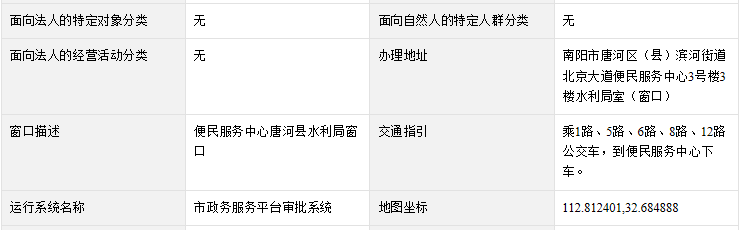 面向法人的特定对象分类
无
面向自然人的特定人群分类
无
面向法人的经营活动分类
无
办理地址
南阳市唐河区（县）滨河街道
北京大道便民服务中心3号楼3
楼水利局室（窗口）
窗口描述
便民服务中心唐河县水利局窗
口
交通指引
乘1路、5路、6路、8路、12路
公交车，到便民服务中心下
车。
运行系统名称
市政务服务平台审批系统
地图坐标
112.812401,32.684888